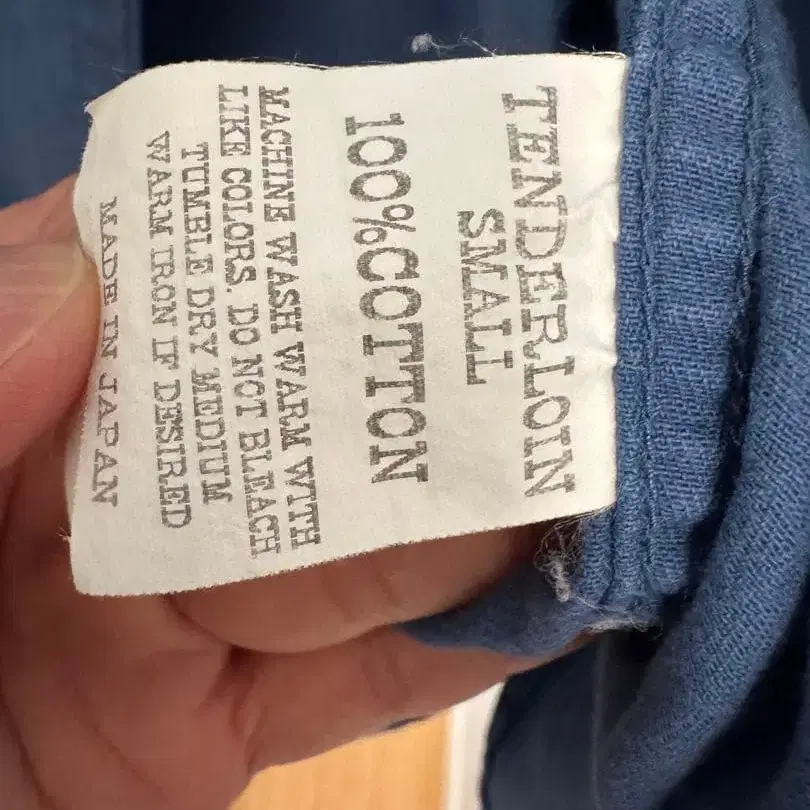 TENDERLOIN
SMALL
100%COTTON
MACHINE WASH WARM WITH
LIKE COLORS. DO NOT BLEACH
TUMBLE DRY MEDIUM
WARM IRON IF DESIRED
MADE IN JAPAN